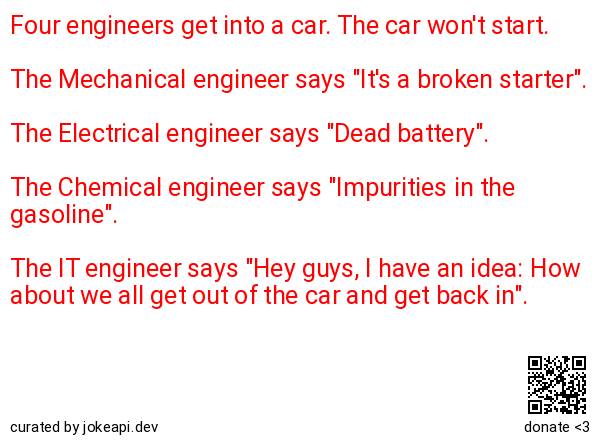 Four engineers get into a car. The car won't start.
The Mechanical engineer says "It's a broken starter".
The Electrical engineer says "Dead battery".
The Chemical engineer says "Impurities in the
gasoline".
The IT engineer says "Hey guys, I have an idea: How
about we all get out of the car and get back in".
curated by jokeapi.dev
donate <3